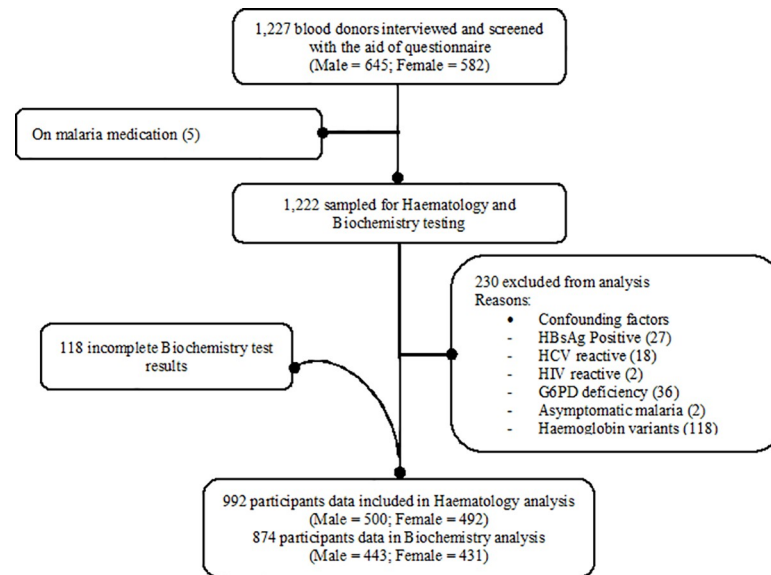 1,227 blood donors interviewed and screened
with the aid of questionnaire
(Male = 645; Female = 582)
On malaria medication (5)
1,222 sampled for Haematology and
Biochemistry testing
230 excluded from analysis
Reasons:
• Confounding factors
- HBsAg Positive (27)
- HCV reactive (18)
- HIV reactive (2)
- G6PD deficiency (36)
- Asymptomatic malaria (2)
- Haemoglobin variants (118)
118 incomplete Biochemistry test
results
992 participants data included in Haematology analysis
(Male = 500; Female = 492)
874 participants data in Biochemistry analysis
(Male = 443; Female = 431)